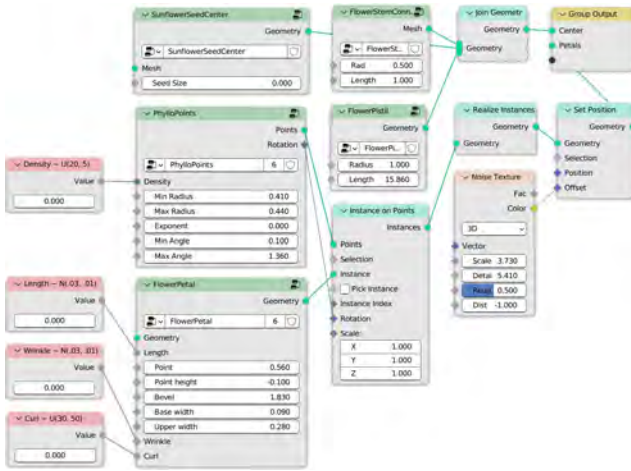 SunflowerSeedCenter
Geometry
SunflowerSeedCenter
Mesh
Seed Size 0.000
FlowerStemConn...
Mesh
FlowerSt...
Rad 0.500
Length 1.000
Join Geometr
Geometry
Geometry
Group Output
Center
Petals
PhylloPoints
Points
Rotation
PhylloPoints 6
Density
Min Radius 0.410
Max Radius 0.440
Exponent 0.000
Min Angle 0.100
Max Angle 1.360
FlowerPistil
Geometry
FlowerPi...
Radius 1.000
Length 15.860
Realize Instances
Geometry
Geometry
Set Position
Geometry
Geometry
Selection
Position
Offset
Density ~ U(20, 5)
Value
0.000
Instance on Points
Instances
Points
Selection
Instance
Pick Instance
Instance Index
Rotation
Scale:
X 1.000
Y 1.000
Z 1.000
Noise Texture
Fac
Color
3D
Vector
Scale 3.730
Detai 5.410
0.500
Dist -1.000
Length ~ N(.03, .01)
Value
0.000
FlowerPetal
Geometry
FlowerPetal 6
Geometry
Length
Point 0.560
Point height -0.100
Bevel 1.830
Base width 0.090
Upper width 0.280
Wrinkle
Curl
Wrinkle ~ N(.03, .01)
Value
0.000
Curl ~ U(30, 50)
Value
0.000